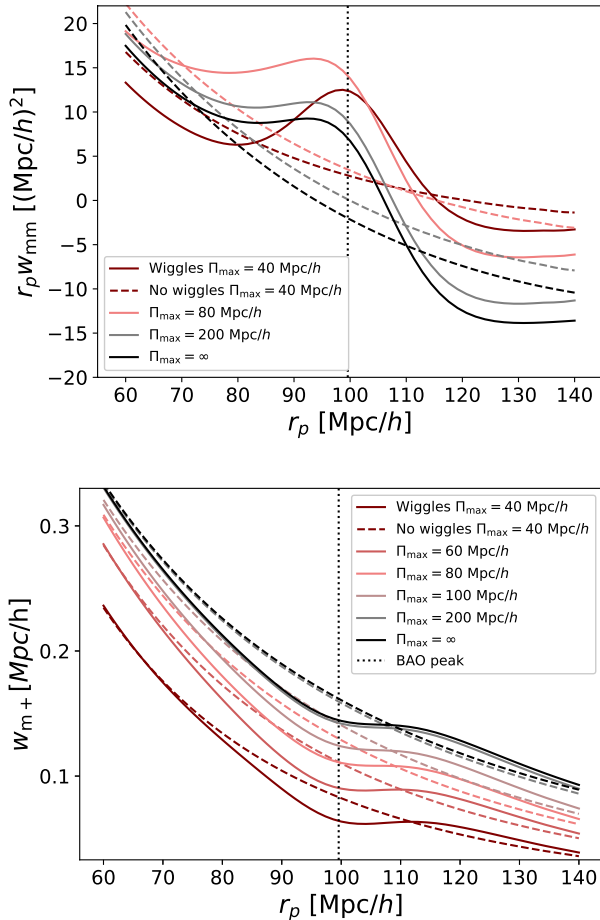 20
15
10
5
0
−5
−10
−15
−20
r_p w_mm [(Mpc/h)^2]
Wiggles Π_max = 40 Mpc/h
No wiggles Π_max = 40 Mpc/h
Π_max = 80 Mpc/h
Π_max = 200 Mpc/h
Π_max = ∞
60 70 80 90 100 110 120 130 140
r_p [Mpc/h]
0.3
0.2
0.1
w_m+ [Mpc/h]
Wiggles Π_max = 40 Mpc/h
No wiggles Π_max = 40 Mpc/h
Π_max = 60 Mpc/h
Π_max = 80 Mpc/h
Π_max = 100 Mpc/h
Π_max = 200 Mpc/h
Π_max = ∞
BAO peak
60 70 80 90 100 110 120 130 140
r_p [Mpc/h]